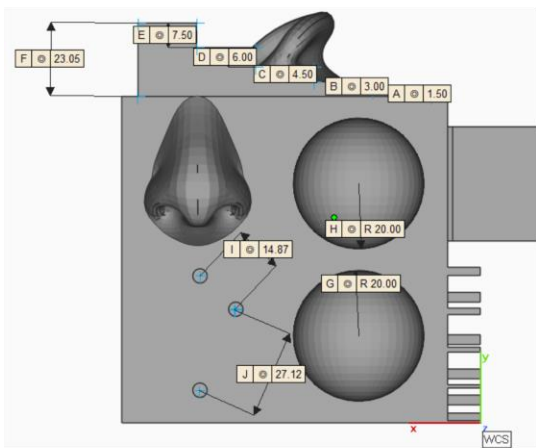 E ⌾ 7.50
F ⌾ 23.05
D ⌾ 6.00
C ⌾ 4.50
B ⌾ 3.00
A ⌾ 1.50
H ⌾ R 20.00
I ⌾ 14.87
G ⌾ R 20.00
J ⌾ 27.12
y
x
z
WCS